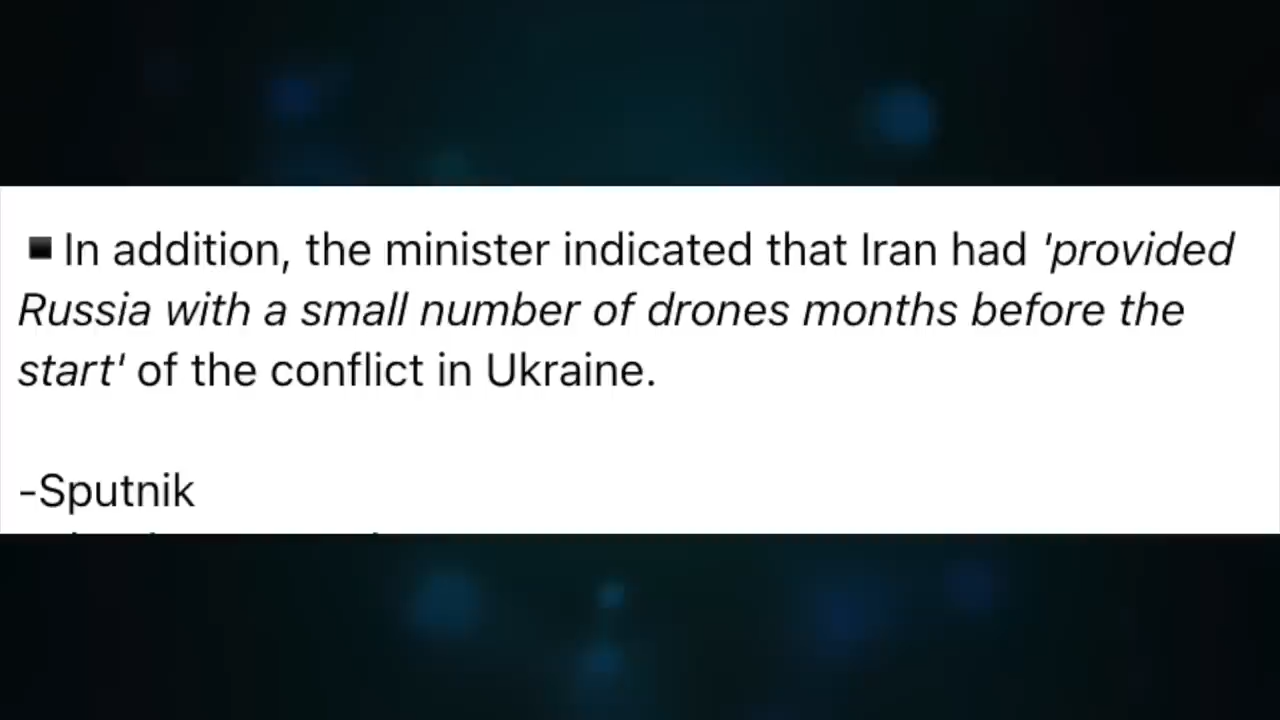 ▪In addition, the minister indicated that Iran had 'provided
Russia with a small number of drones months before the
start' of the conflict in Ukraine.
-Sputnik